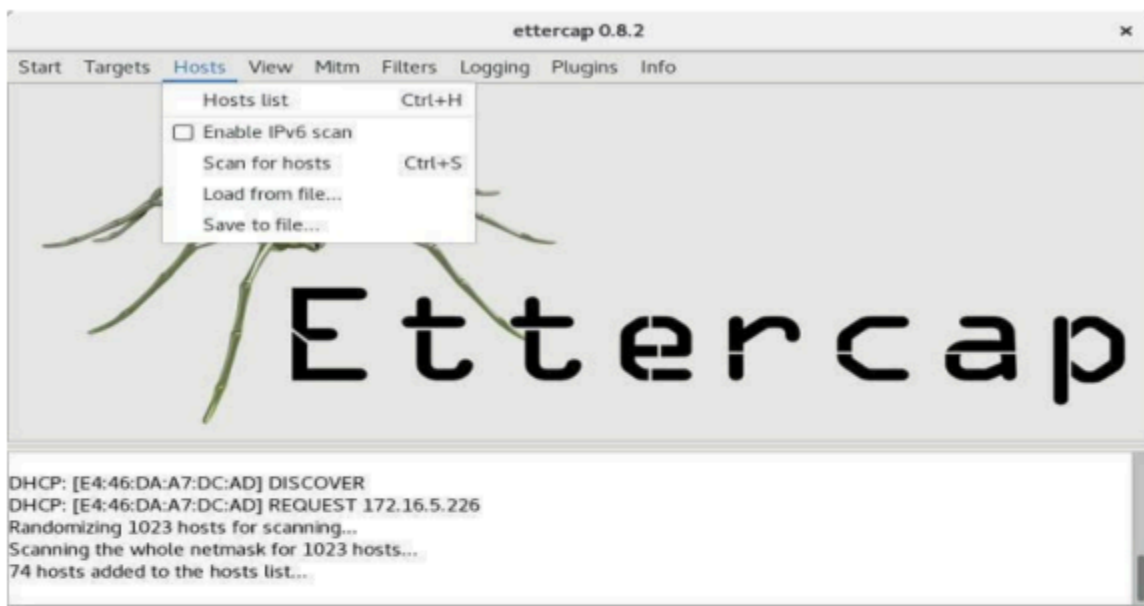 ettercap 0.8.2
×
Start Targets Hosts View Mitm Filters Logging Plugins Info
Hosts list Ctrl+H
Enable IPv6 scan
Scan for hosts Ctrl+S
Load from file...
Save to file...
Ettercap
DHCP: [E4:46:DA:A7:DC:AD] DISCOVER
DHCP: [E4:46:DA:A7:DC:AD] REQUEST 172.16.5.226
Randomizing 1023 hosts for scanning...
Scanning the whole netmask for 1023 hosts...
74 hosts added to the hosts list...